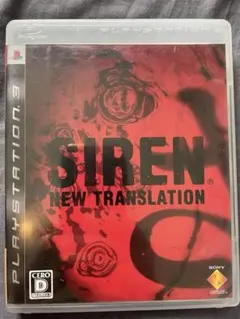 PLAYSTATION 3
SIREN
NEW TRANSLATION
CERO
D
SONY